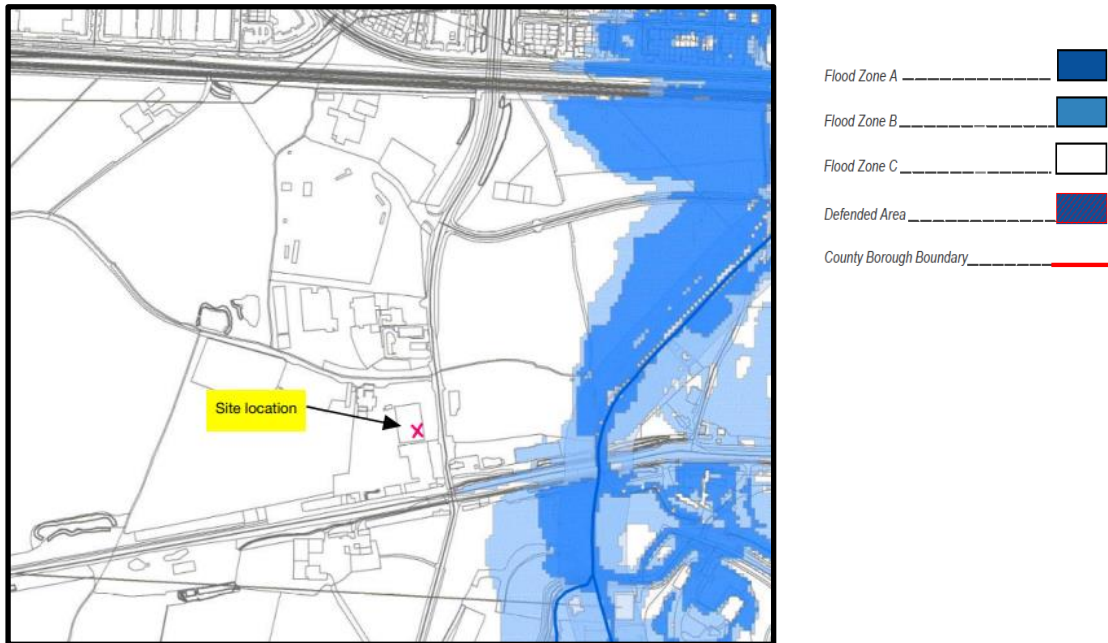 Flood Zone A
Flood Zone B
Flood Zone C
Defended Area
County Borough Boundary
Site location
X